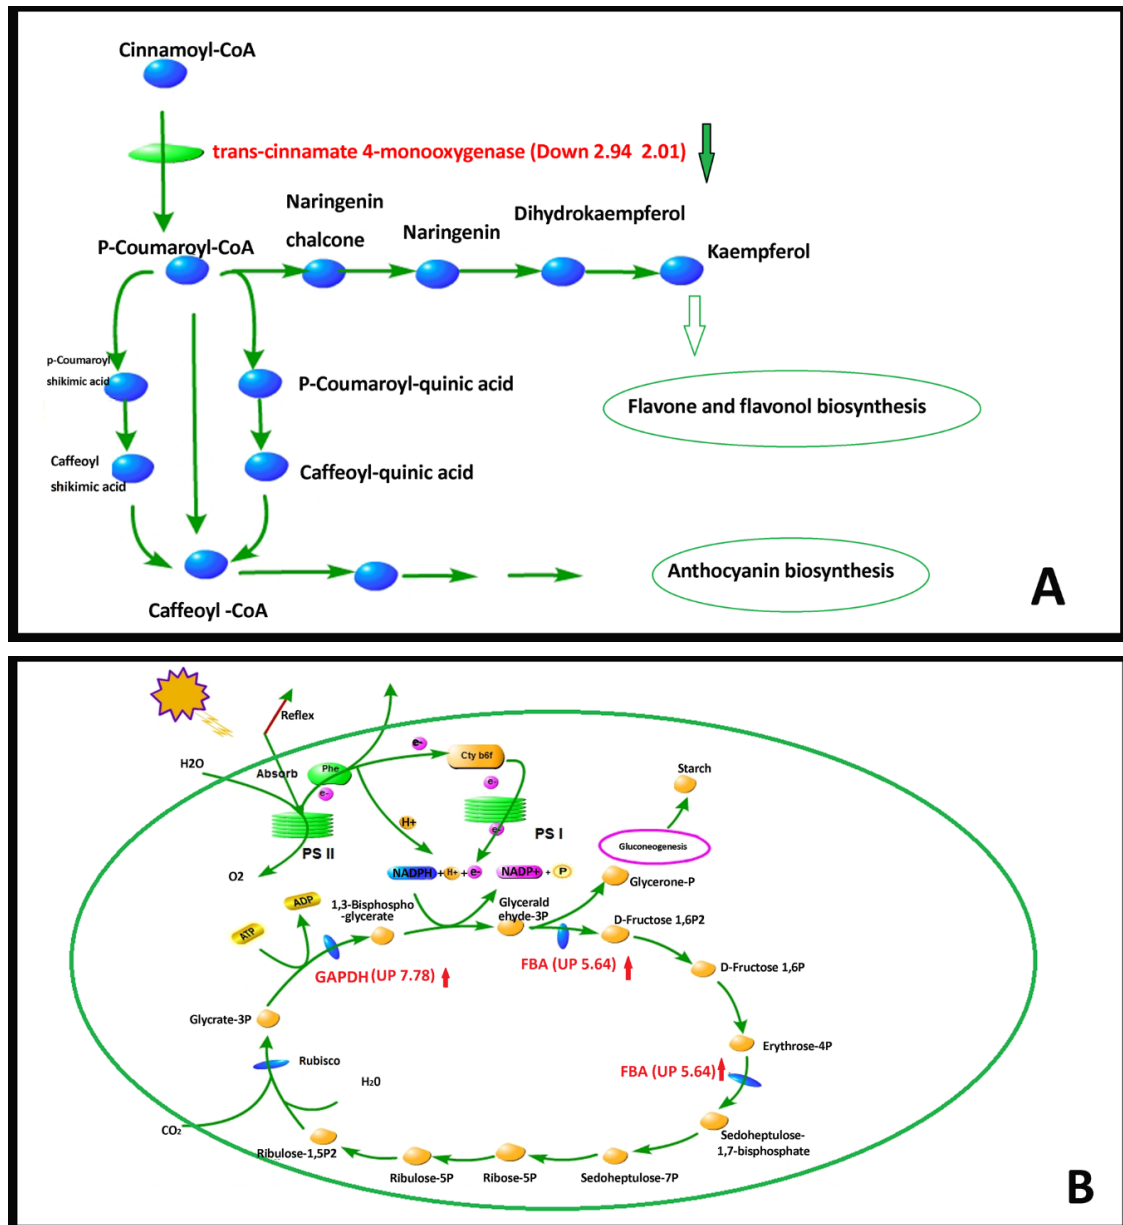 Cinnamoyl-CoA
trans-cinnamate 4-monooxygenase (Down 2.94 2.01)
Naringenin
chalcone
Naringenin
Dihydrokaempferol
Kaempferol
P-Coumaroyl-CoA
p-Coumaroyl
shikimic acid
P-Coumaroyl-quinic acid
Flavone and flavonol biosynthesis
Caffeoyl
shikimic acid
Caffeoyl-quinic acid
Anthocyanin biosynthesis
Caffeoyl -CoA
A
Reflex
H2O
Absorb
Phe
e-
e-
Cty b6f
e-
Starch
H+
e-
PS I
PS II
Gluconeogenesis
O2
NADPH + H+ + e-
NADP+ + P
Glycerone-P
ADP
ATP
1,3-Bisphospho
-glycerate
Glycerald
ehyde-3P
D-Fructose 1,6P2
GAPDH (UP 7.78)
FBA (UP 5.64)
D-Fructose 1,6P
Glycrate-3P
Erythrose-4P
Rubisco
FBA (UP 5.64)
H20
CO2
Ribulose-1,5P2
Sedoheptulose-
1,7-bisphosphate
Ribulose-5P
Ribose-5P
Sedoheptulose-7P
B